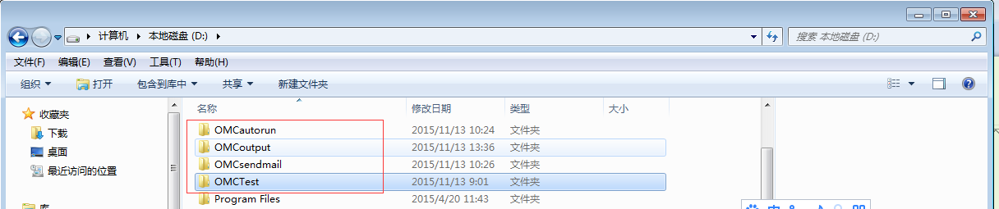 计算机 本地磁盘 (D:) 搜索 本地磁盘 (D:)
文件(F) 编辑(E) 查看(V) 工具(T) 帮助(H)
组织 打开 包含到库中 共享 新建文件夹
收藏夹
下载
桌面
最近访问的位置
库
名称 修改日期 类型 大小
OMCautorun 2015/11/13 10:24 文件夹
OMCoutput 2015/11/13 13:36 文件夹
OMCsendmail 2015/11/13 10:26 文件夹
OMCTest 2015/11/13 9:01 文件夹
Program Files 2015/4/20 11:43 文件夹
中